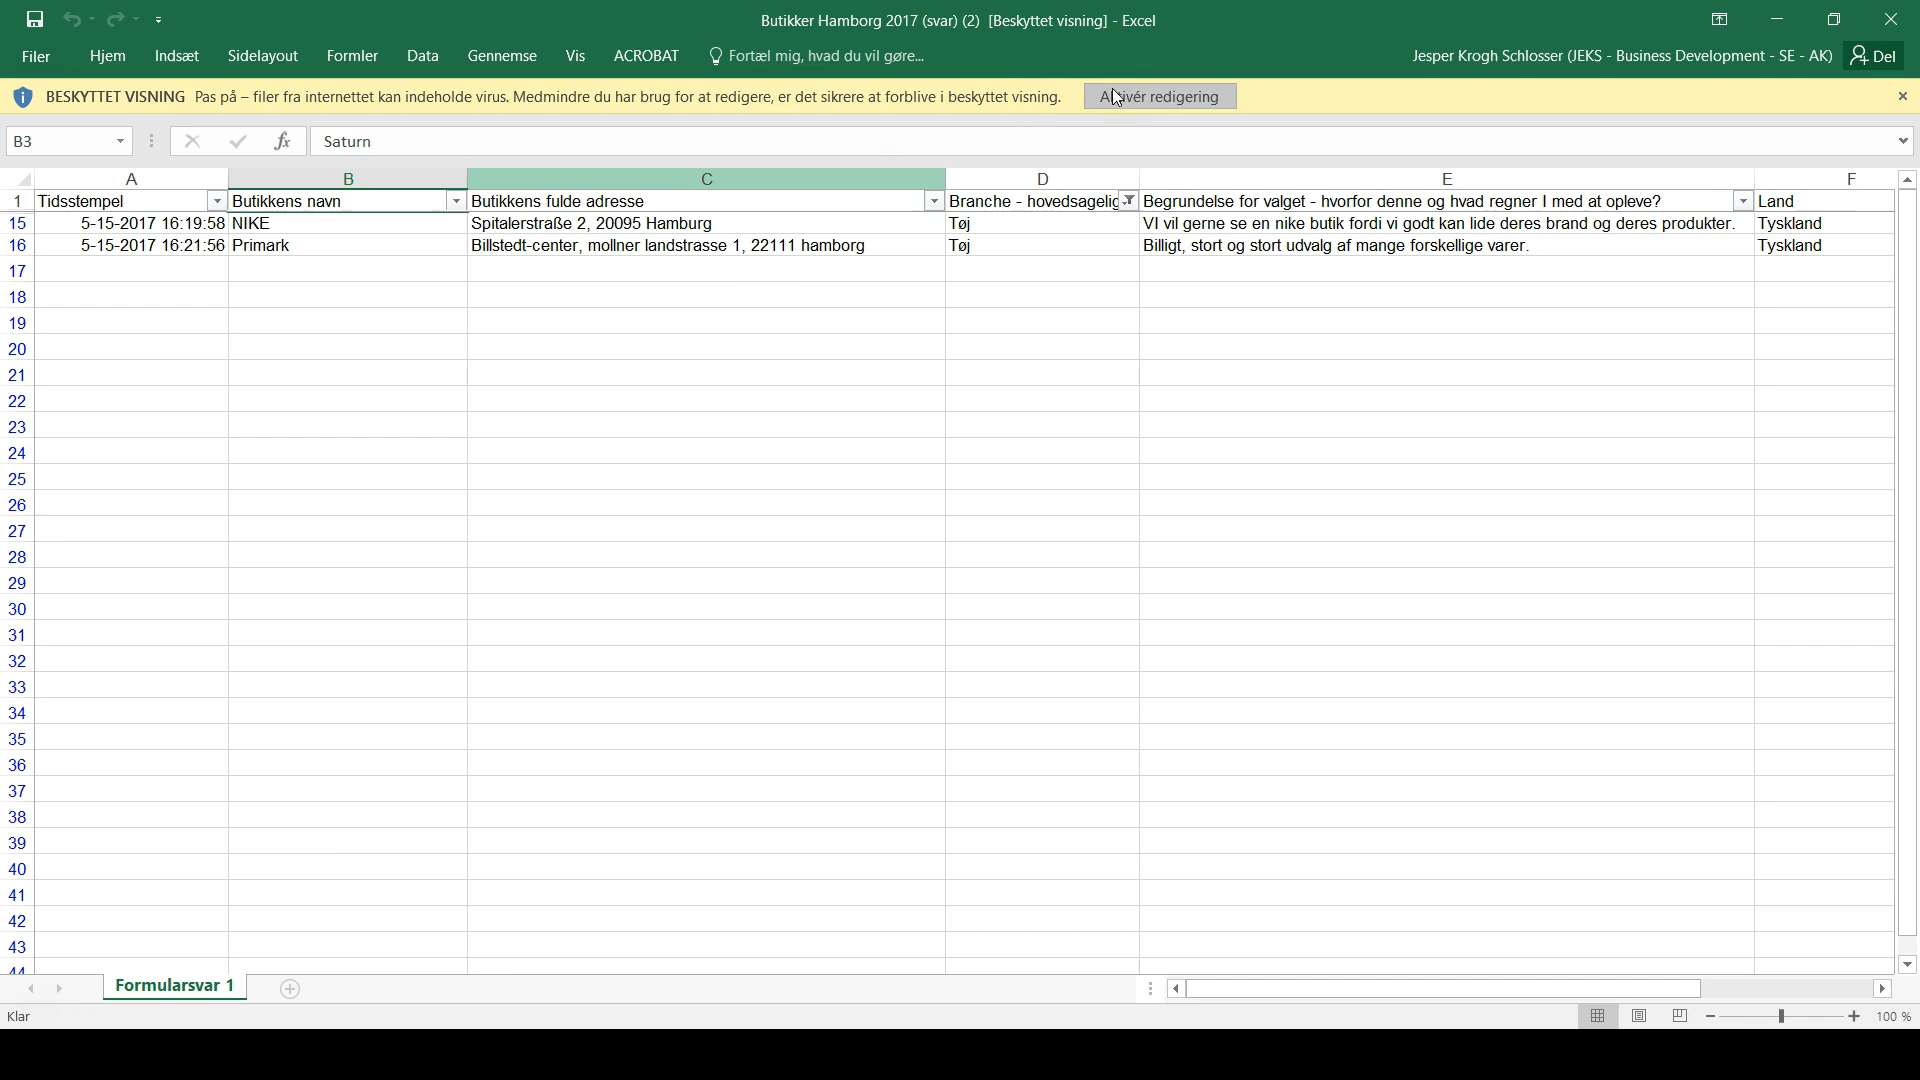 Butikker Hamborg 2017 (svar) (2) [Beskyttet visning] - Excel
Filer Hjem Indsæt Sidelayout Formler Data Gennemse Vis ACROBAT Fortæl mig, hvad du vil gøre... Jesper Krogh Schlosser (JEKS - Business Development - SE - AK) Del
BESKYTTET VISNING Pas på – filer fra internettet kan indeholde virus. Medmindre du har brug for at redigere, er det sikrere at forblive i beskyttet visning. Aktivér redigering
B3 fx Saturn
A B C D E F
1 Tidsstempel Butikkens navn Butikkens fulde adresse Branche - hovedsagelig Begrundelse for valget - hvorfor denne og hvad regner I med at opleve? Land
15 5-15-2017 16:19:58 NIKE Spitalerstraße 2, 20095 Hamburg Tøj VI vil gerne se en nike butik fordi vi godt kan lide deres brand og deres produkter. Tyskland
16 5-15-2017 16:21:56 Primark Billstedt-center, mollner landstrasse 1, 22111 hamborg Tøj Billigt, stort og stort udvalg af mange forskellige varer. Tyskland
17
18
19
20
21
22
23
24
25
26
27
28
29
30
31
32
33
34
35
36
37
38
39
40
41
42
43
44
Formularsvar 1
Klar 100 %